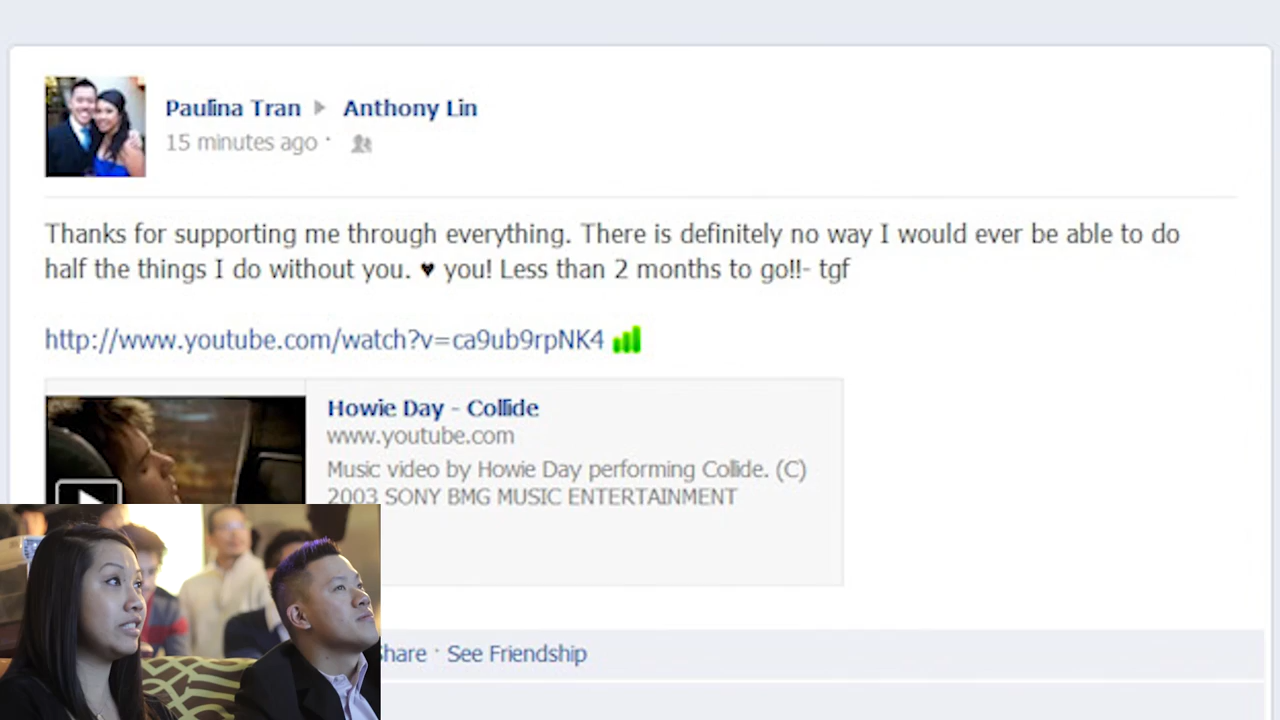 Paulina Tran Anthony Lin
15 minutes ago ·
Thanks for supporting me through everything. There is definitely no way I would ever be able to do
half the things I do without you. ♥ you! Less than 2 months to go!!- tgf
http://www.youtube.com/watch?v=ca9ub9rpNK4
Howie Day - Collide
www.youtube.com
Music video by Howie Day performing Collide. (C)
2003 SONY BMG MUSIC ENTERTAINMENT
Share · See Friendship